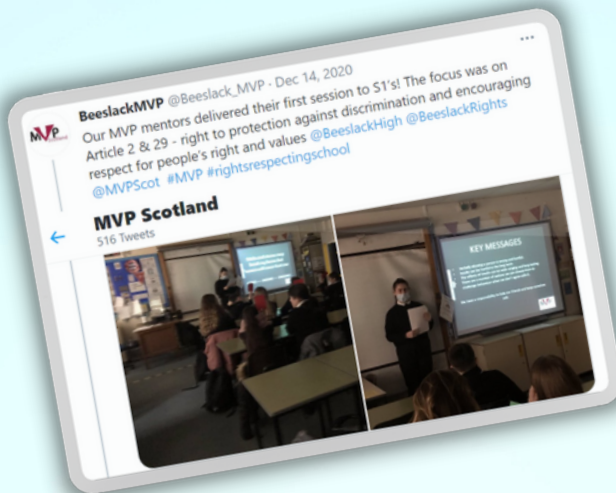 BeeslackMVP @Beeslack_MVP · Dec 14, 2020
Our MVP mentors delivered their first session to S1's! The focus was on
Article 2 & 29 - right to protection against discrimination and encouraging
respect for people's right and values @BeeslackHigh @BeeslackRights
@MVPScot #MVP #rightsrespectingschool
MVP
MVP Scotland
516 Tweets
KEY MESSAGES